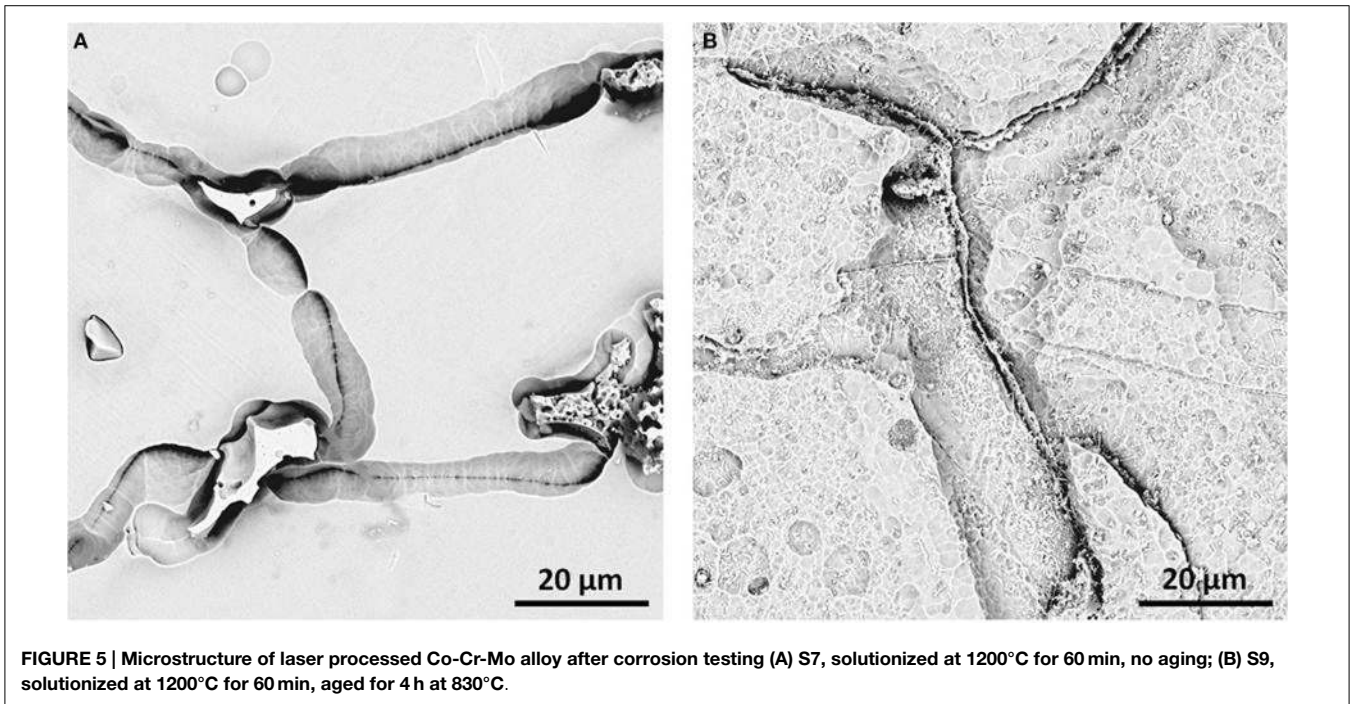 A
B
20 µm
20 µm
FIGURE 5 | Microstructure of laser processed Co-Cr-Mo alloy after corrosion testing (A) S7, solutionized at 1200°C for 60 min, no aging; (B) S9,
solutionized at 1200°C for 60 min, aged for 4 h at 830°C.